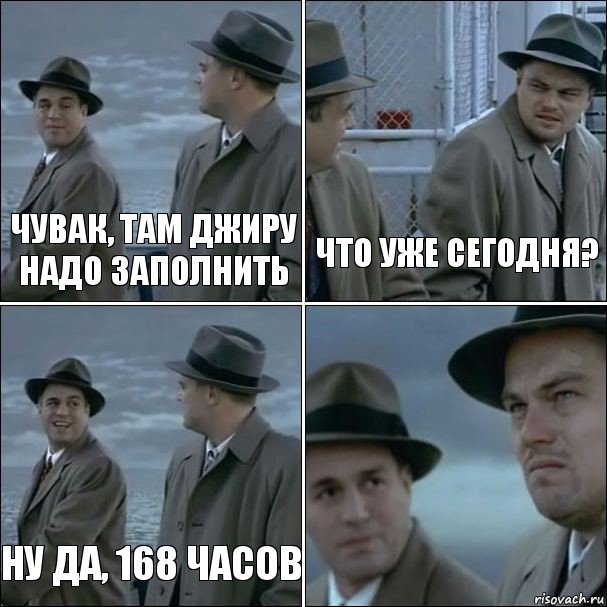 ЧУВАК, ТАМ ДЖИРУ
НАДО ЗАПОЛНИТЬ
ЧТО УЖЕ СЕГОДНЯ?
НУ ДА, 168 ЧАСОВ
risovach.ru